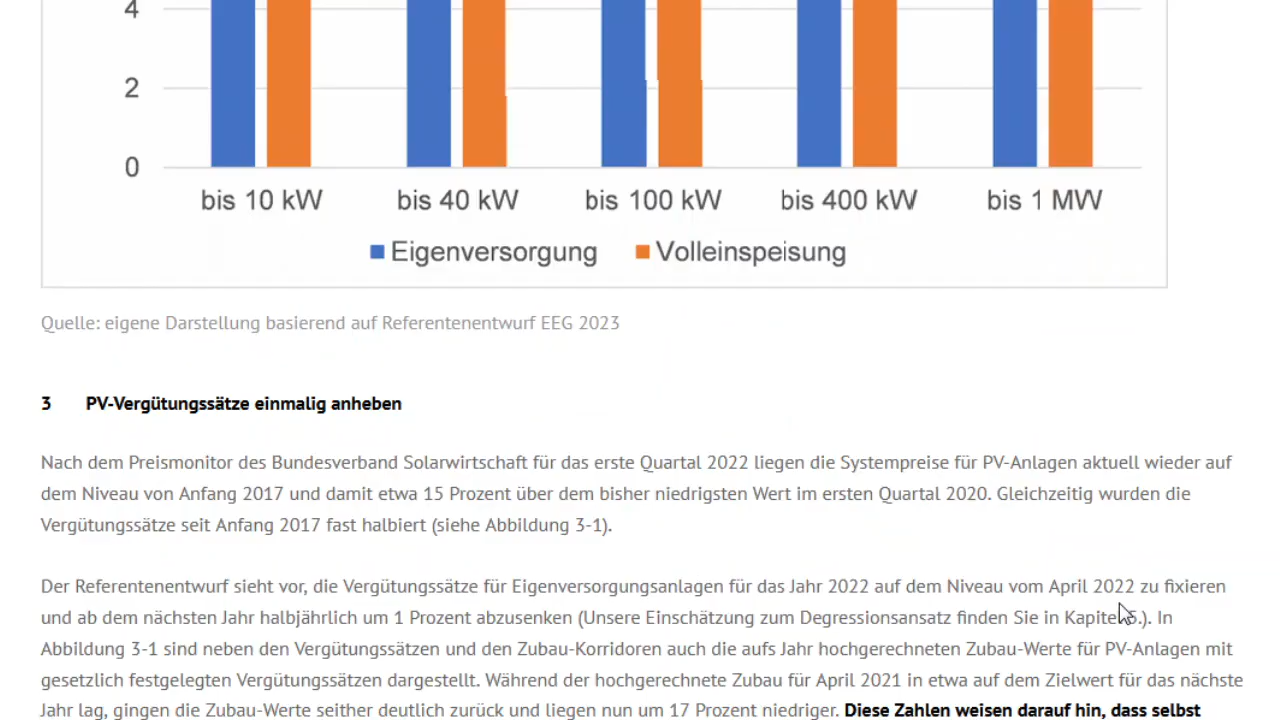 4
2
0
bis 10 kW bis 40 kW bis 100 kW bis 400 kW bis 1 MW
Eigenversorgung Volleinspeisung
Quelle: eigene Darstellung basierend auf Referentenentwurf EEG 2023
3 PV-Vergütungssätze einmalig anheben
Nach dem Preismonitor des Bundesverband Solarwirtschaft für das erste Quartal 2022 liegen die Systempreise für PV-Anlagen aktuell wieder auf
dem Niveau von Anfang 2017 und damit etwa 15 Prozent über dem bisher niedrigsten Wert im ersten Quartal 2020. Gleichzeitig wurden die
Vergütungssätze seit Anfang 2017 fast halbiert (siehe Abbildung 3-1).
Der Referentenentwurf sieht vor, die Vergütungssätze für Eigenversorgungsanlagen für das Jahr 2022 auf dem Niveau vom April 2022 zu fixieren
und ab dem nächsten Jahr halbjährlich um 1 Prozent abzusenken (Unsere Einschätzung zum Degressionsansatz finden Sie in Kapitel 5.). In
Abbildung 3-1 sind neben den Vergütungssätzen und den Zubau-Korridoren auch die aufs Jahr hochgerechneten Zubau-Werte für PV-Anlagen mit
gesetzlich festgelegten Vergütungssätzen dargestellt. Während der hochgerechnete Zubau für April 2021 in etwa auf dem Zielwert für das nächste
Jahr lag, gingen die Zubau-Werte seither deutlich zurück und liegen nun um 17 Prozent niedriger. Diese Zahlen weisen darauf hin, dass selbst